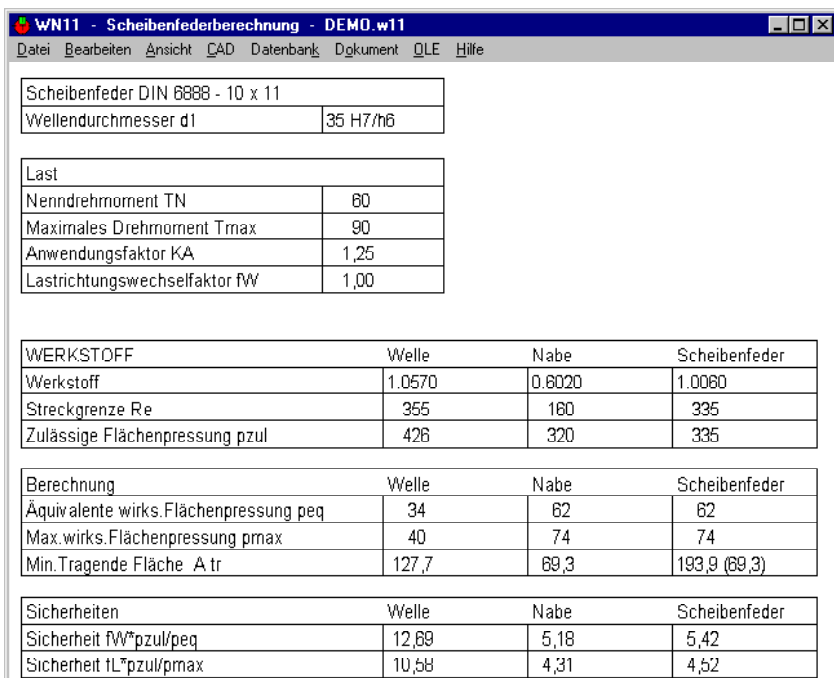 WN11 - Scheibenfederberechnung - DEMO.w11
Datei Bearbeiten Ansicht CAD Datenbank Dokument OLE Hilfe
Scheibenfeder DIN 6888 - 10 x 11
Wellendurchmesser d1 35 H7/h6
Last
Nenndrehmoment TN 60
Maximales Drehmoment Tmax 90
Anwendungsfaktor KA 1,25
Lastrichtungswechselfaktor fW 1,00
WERKSTOFF Welle Nabe Scheibenfeder
Werkstoff 1.0570 0.6020 1.0060
Streckgrenze Re 355 160 335
Zulässige Flächenpressung pzul 426 320 335
Berechnung Welle Nabe Scheibenfeder
Äquivalente wirks.Flächenpressung peq 34 62 62
Max.wirks.Flächenpressung pmax 40 74 74
Min.Tragende Fläche A tr 127,7 69,3 193,9 (69,3)
Sicherheiten Welle Nabe Scheibenfeder
Sicherheit fW*pzul/peq 12,69 5,18 5,42
Sicherheit fL*pzul/pmax 10,58 4,31 4,52